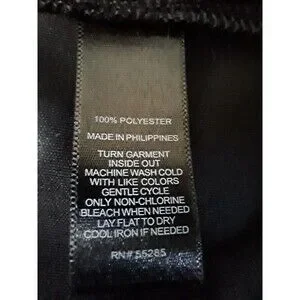 100% POLYESTER
MADE IN PHILIPPINES
TURN GARMENT
INSIDE OUT
MACHINE WASH COLD
WITH LIKE COLORS
GENTLE CYCLE
ONLY NON-CHLORINE
BLEACH WHEN NEEDED
LAY FLAT TO DRY
COOL IRON IF NEEDED
RN# 55285